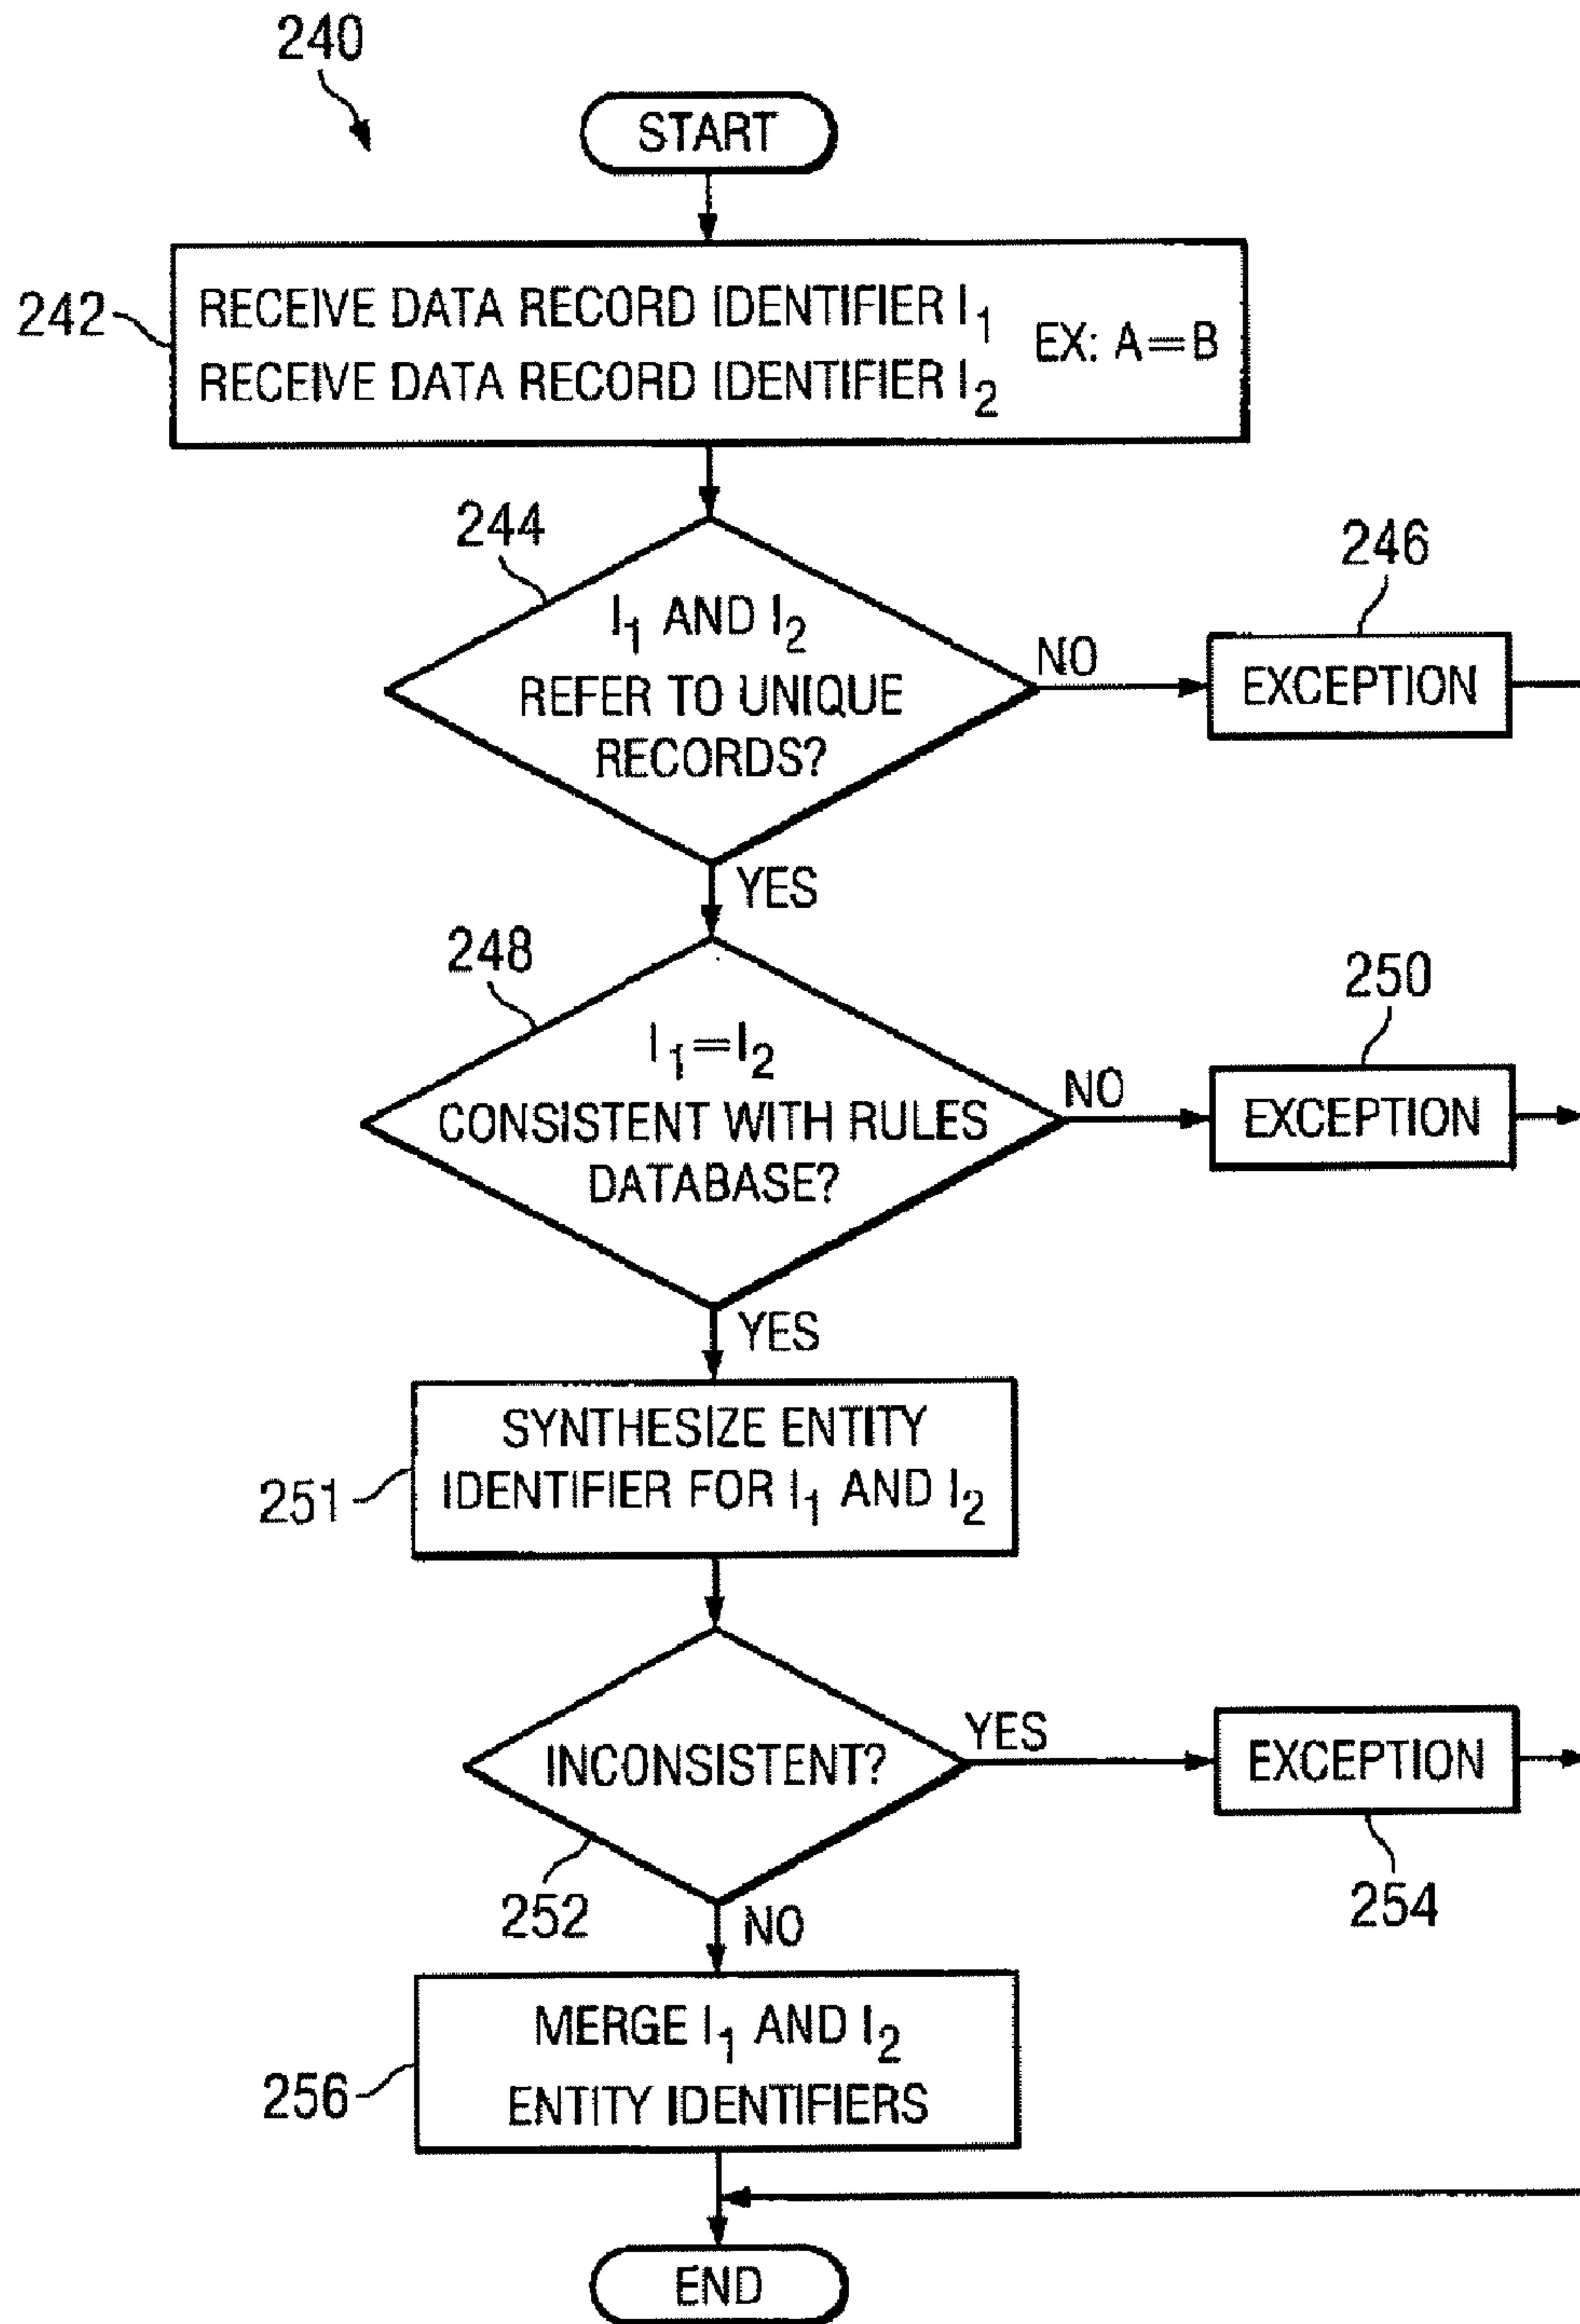 240
START
242
RECEIVE DATA RECORD IDENTIFIER I1
RECEIVE DATA RECORD IDENTIFIER I2
EX: A=B
244
I1 AND I2
REFER TO UNIQUE
RECORDS?
NO
246
EXCEPTION
YES
248
I1=I2
CONSISTENT WITH RULES
DATABASE?
NO
250
EXCEPTION
YES
251
SYNTHESIZE ENTITY
IDENTIFIER FOR I1 AND I2
INCONSISTENT?
252
YES
EXCEPTION
254
NO
256
MERGE I1 AND I2
ENTITY IDENTIFIERS
END